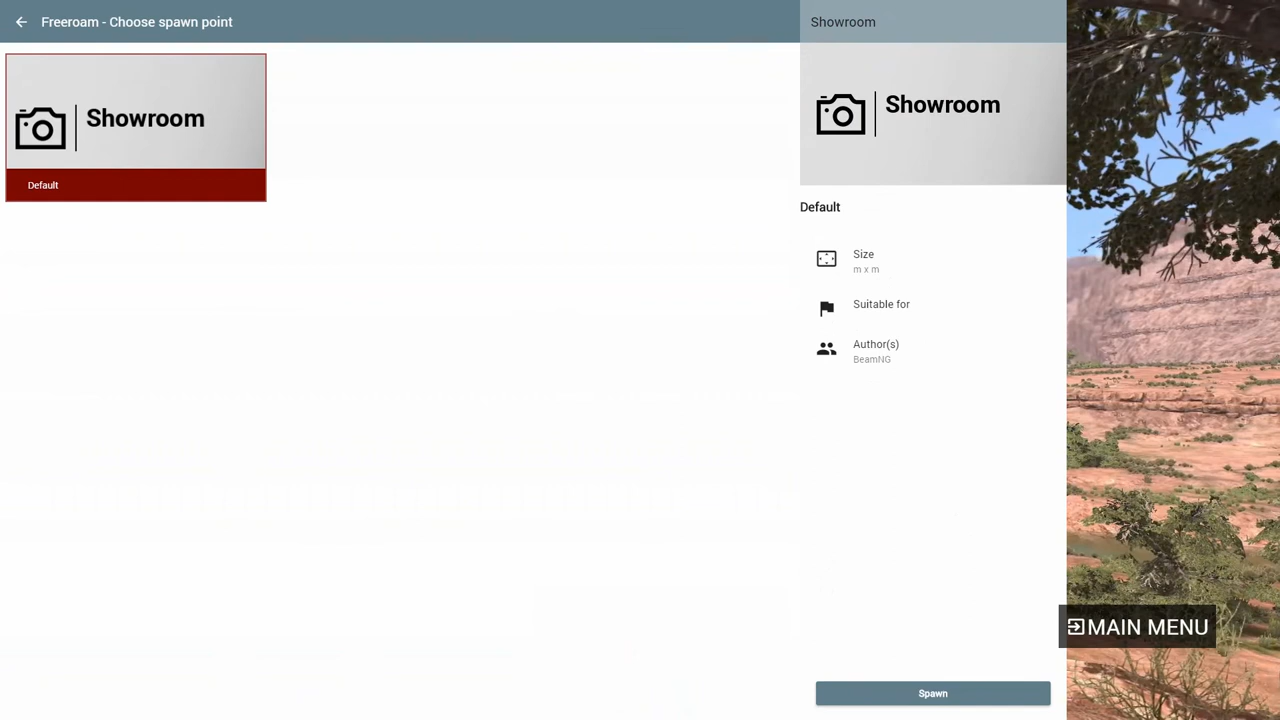 Freeroam - Choose spawn point
Showroom
Default
Showroom
Showroom
Default
Size
m x m
Suitable for
Author(s)
BeamNG
MAIN MENU
Spawn